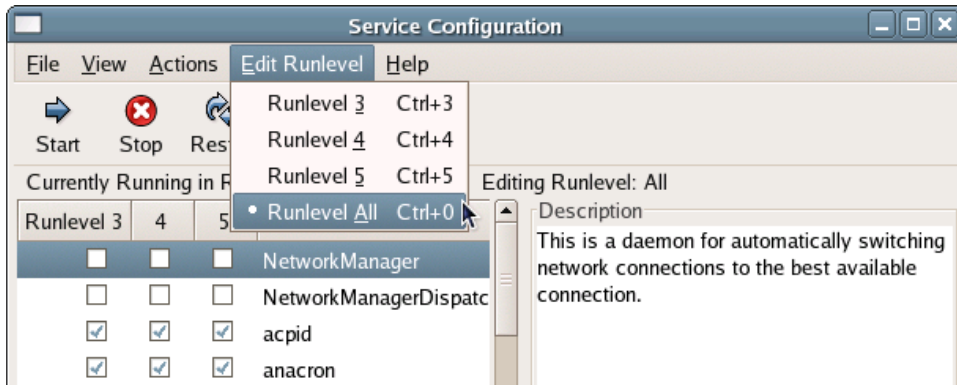 Service Configuration
File View Actions Edit Runlevel Help
Runlevel 3 Ctrl+3
Runlevel 4 Ctrl+4
Runlevel 5 Ctrl+5
Runlevel All Ctrl+0
Start Stop Res
Currently Running in R
Editing Runlevel: All
Runlevel 3 4 5
NetworkManager
NetworkManagerDispatc
acpid
anacron
Description
This is a daemon for automatically switching
network connections to the best available
connection.